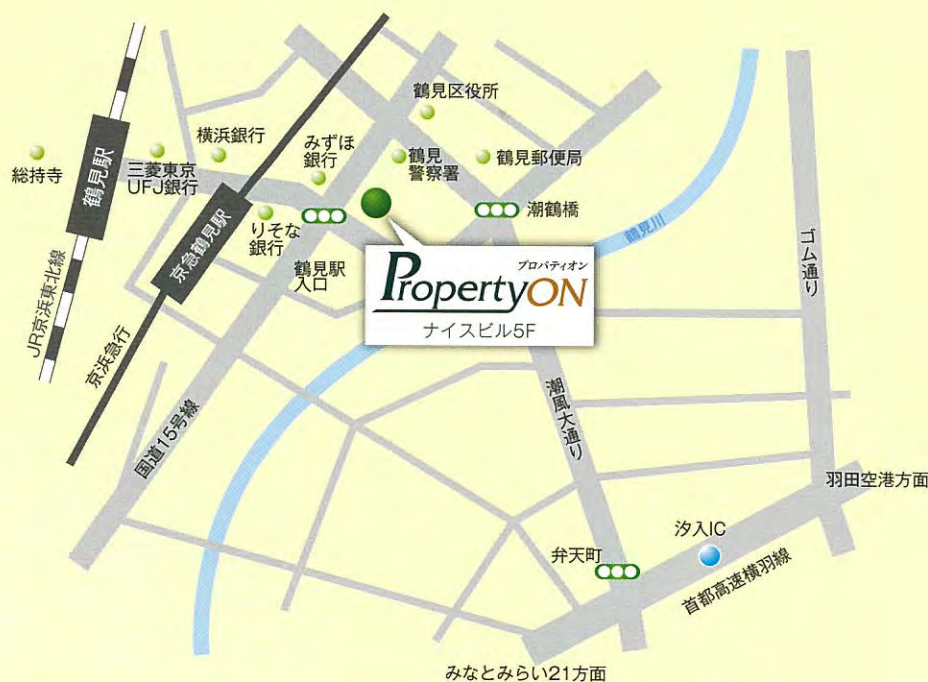 鶴見区役所
横浜銀行
みずほ
銀行
鶴見
警察署
鶴見郵便局
総持寺
鶴見駅
三菱東京
UFJ銀行
りそな
銀行
潮鶴橋
京急鶴見駅
鶴見駅
入口
鶴見川
ゴム通り
プロパティオン
PropertyON
ナイスビル5F
JR京浜東北線
京浜急行
国道15号線
潮風大通り
羽田空港方面
汐入IC
弁天町
首都高速横羽線
みなとみらい21方面